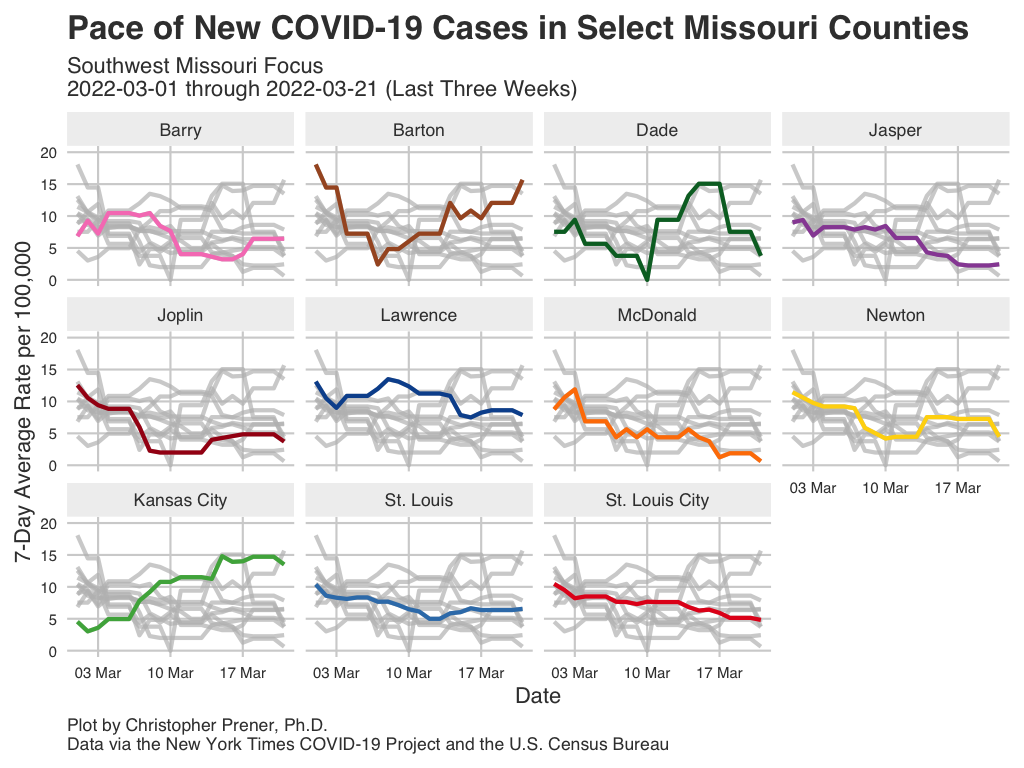 Pace of New COVID-19 Cases in Select Missouri Counties
Southwest Missouri Focus
2022-03-01 through 2022-03-21 (Last Three Weeks)
7-Day Average Rate per 100,000
Barry
Barton
Dade
Jasper
20
15
10
5
0
Joplin
Lawrence
McDonald
Newton
20
15
10
5
0
03 Mar
10 Mar
17 Mar
Kansas City
St. Louis
St. Louis City
20
15
10
5
0
03 Mar
10 Mar
17 Mar
03 Mar
10 Mar
17 Mar
03 Mar
10 Mar
17 Mar
Date
Plot by Christopher Prener, Ph.D.
Data via the New York Times COVID-19 Project and the U.S. Census Bureau